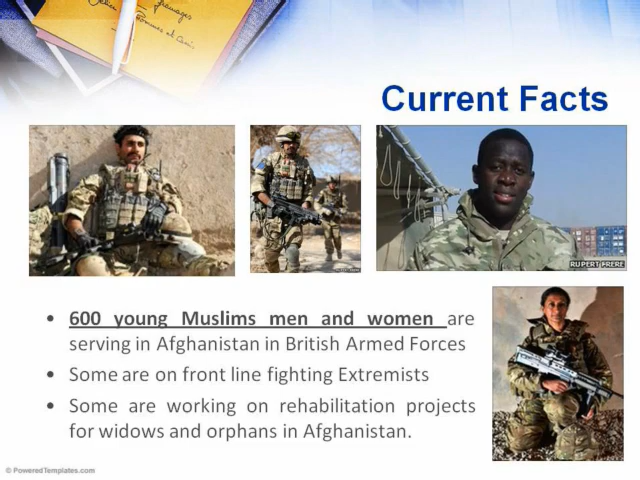 Current Facts
RUPERT FRERE
• 600 young Muslims men and women are
serving in Afghanistan in British Armed Forces
• Some are on front line fighting Extremists
• Some are working on rehabilitation projects
for widows and orphans in Afghanistan.
© PoweredTemplates.com